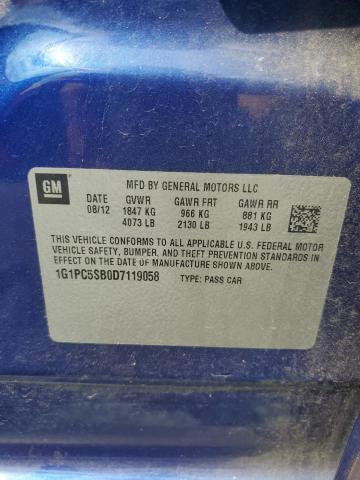 GM
MFD BY GENERAL MOTORS LLC
DATE GVWR GAWR FRT GAWR RR
08/12 1847 KG 966 KG 881 KG
4073 LB 2130 LB 1943 LB
THIS VEHICLE CONFORMS TO ALL APPLICABLE U.S. FEDERAL MOTOR
VEHICLE SAFETY, BUMPER, AND THEFT PREVENTION STANDARDS
IN EFFECT ON THE DATE OF MANUFACTURE SHOWN ABOVE.
1G1PC5SB0D7119058 TYPE: PASS CAR